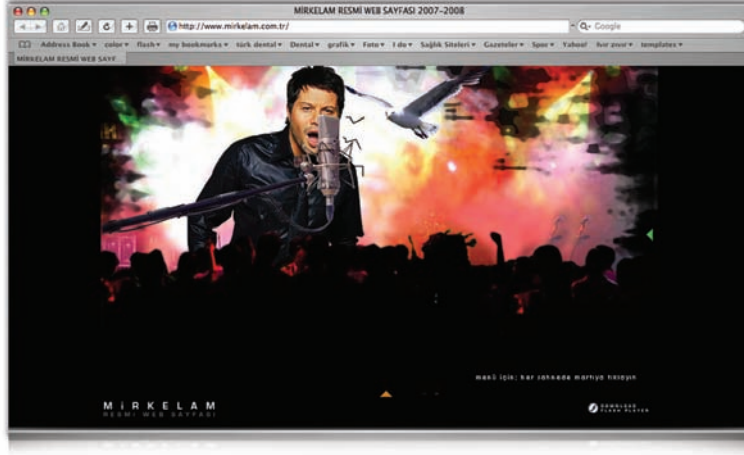 MİRKELAM RESMİ WEB SAYFASI 2007-2008
http://www.mirkelam.com.tr/
Google
Address Book color flash my bookmarks türk dental Dental grafik Foto I do Sağlık Siteleri Gazeteler Spor Yahoo! templates
MİRKELAM RESMİ WEB SAYF
menü için; her sahnede martıya tıklayın
MİRKELAM
RESMİ WEB SAYFASI
DOWNLOAD
FLASH PLAYER